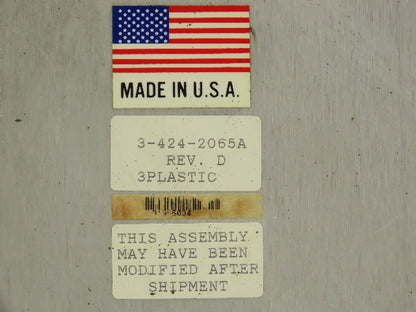 MADE IN U.S.A.
3-424-2065A
REV. D
3PLASTIC
THIS ASSEMBLY
MAY HAVE BEEN
MODIFIED AFTER
SHIPMENT